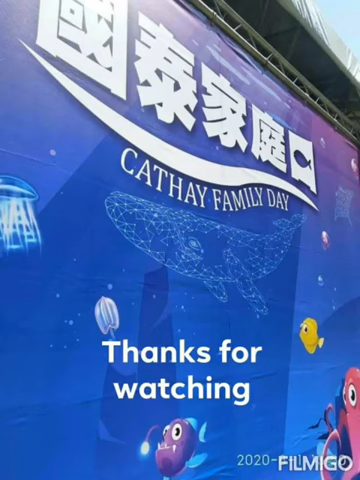 國泰家庭日
CATHAY FAMILY DAY
Thanks for
watching
2020-
FILMIGO